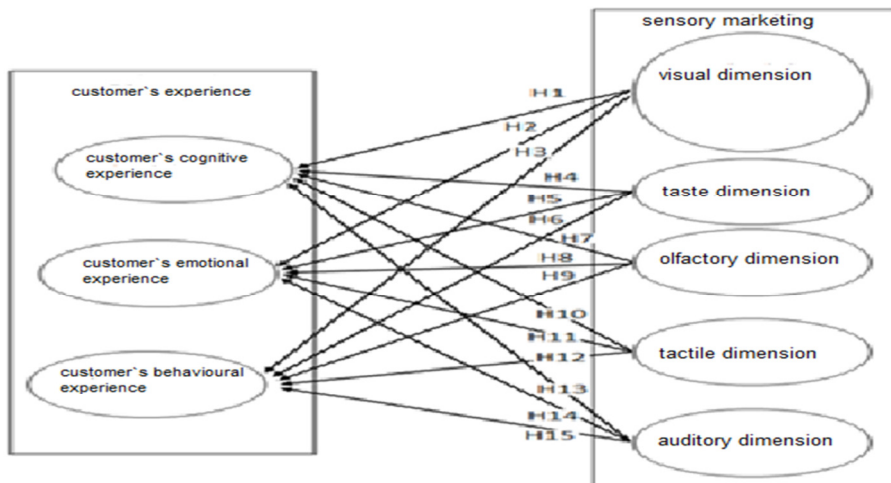 sensory marketing
visual dimension
customer`s experience
H1
H2
H3
customer`s cognitive
experience
H4
taste dimension
H5
H6
H7
olfactory dimension
customer`s emotional
experience
H8
H9
H10
H11
tactile dimension
H12
customer`s behavioural
experience
H13
H14
H15
auditory dimension